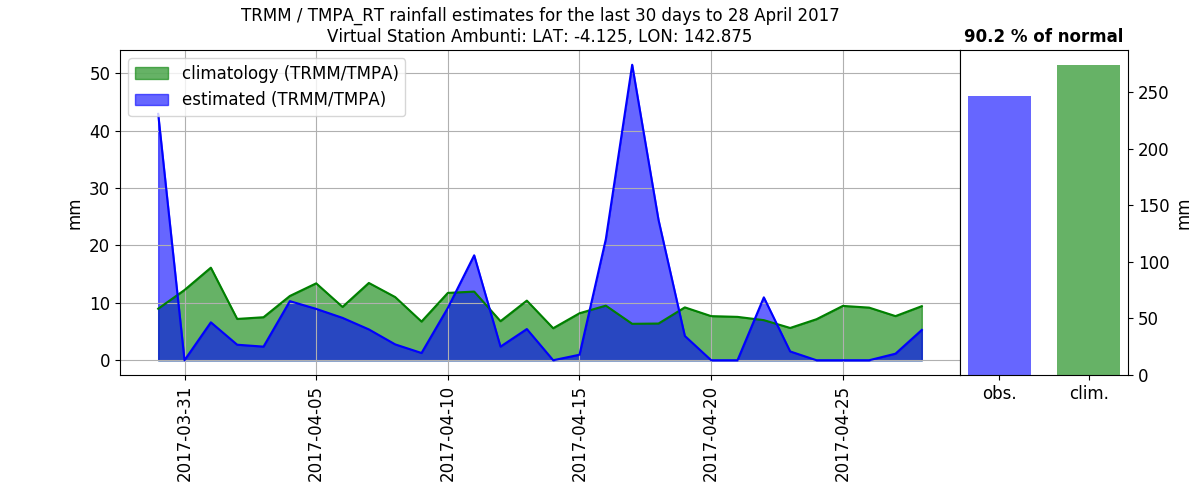 TRMM / TMPA_RT rainfall estimates for the last 30 days to 28 April 2017
Virtual Station Ambunti: LAT: -4.125, LON: 142.875
90.2 % of normal
climatology (TRMM/TMPA)
estimated (TRMM/TMPA)
mm
50
40
30
20
10
0
2017-03-31
2017-04-05
2017-04-10
2017-04-15
2017-04-20
2017-04-25
obs.
clim.
250
200
150
100
50
0
mm